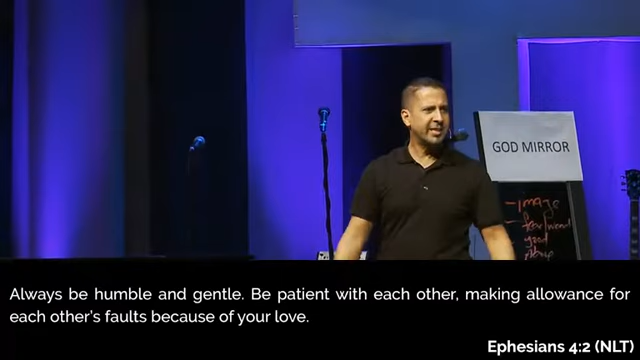 GOD MIRROR
-image
Always be humble and gentle. Be patient with each other, making allowance for
each other's faults because of your love.
Ephesians 4:2 (NLT)